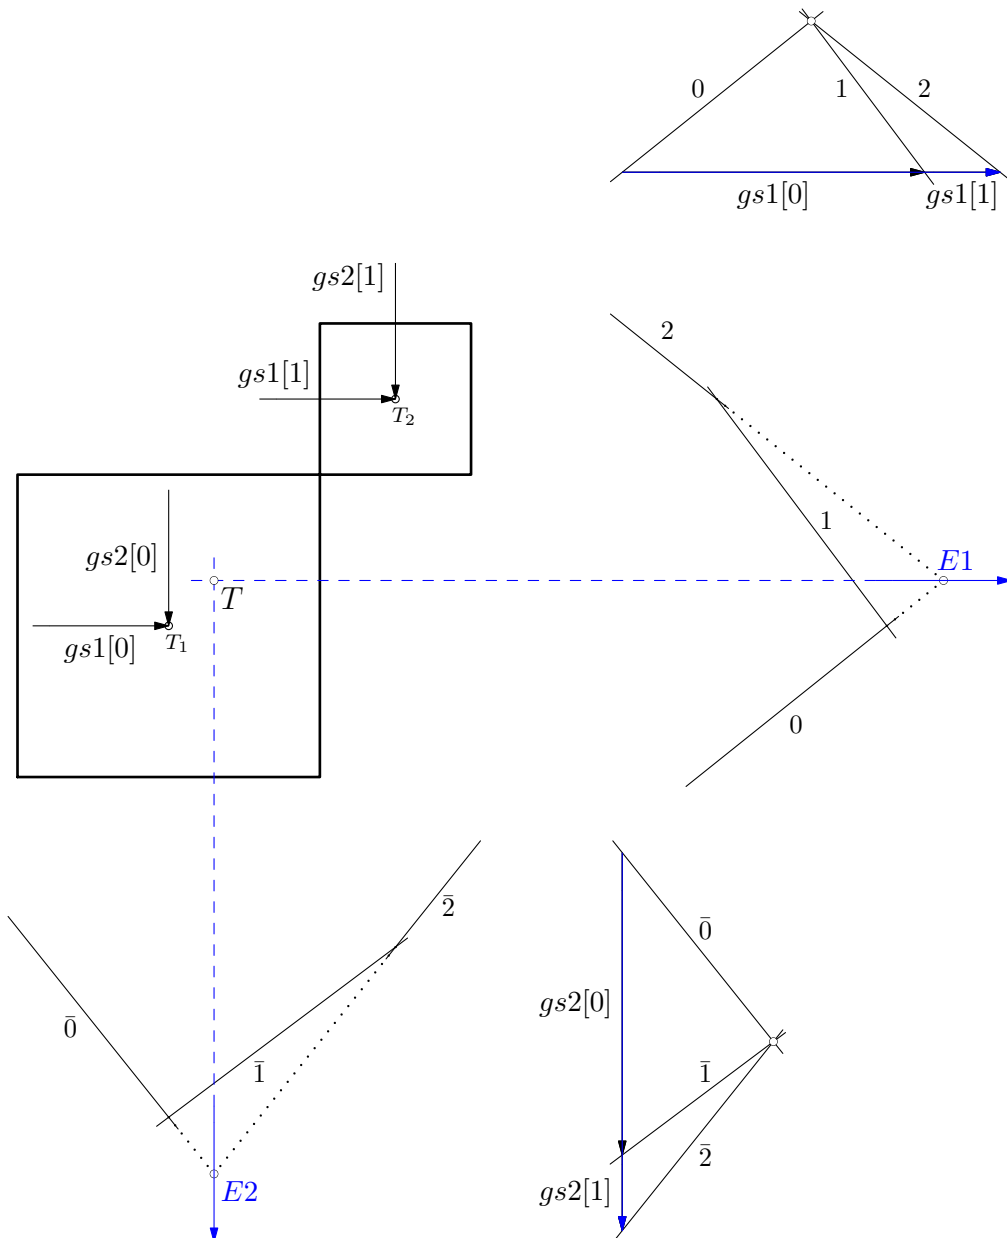 0
1
2
gs1[0]
gs1[1]
gs2[1]
gs1[1]
T₂
2
1
gs2[0]
E1
T
gs1[0]
T₁
0
0̄
1̄
2̄
E2
0̄
gs2[0]
1̄
2̄
gs2[1]